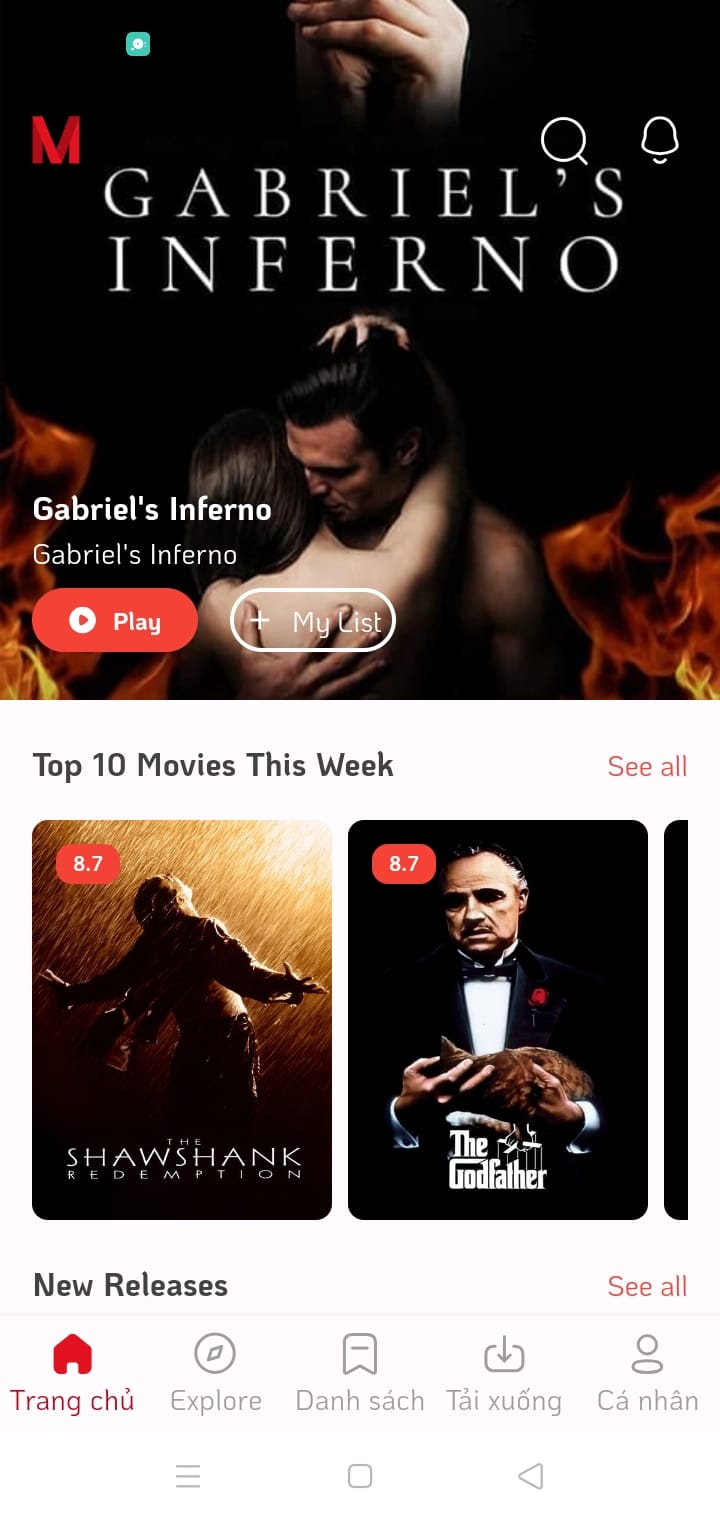 M
GABRIEL'S
INFERNO
Gabriel's Inferno
Gabriel's Inferno
Play
My List
Top 10 Movies This Week
See all
8.7
8.7
THE
SHAWSHANK
REDEMPTION
The
Godfather
New Releases
See all
Trang chủ
Explore
Danh sách
Tải xuống
Cá nhân